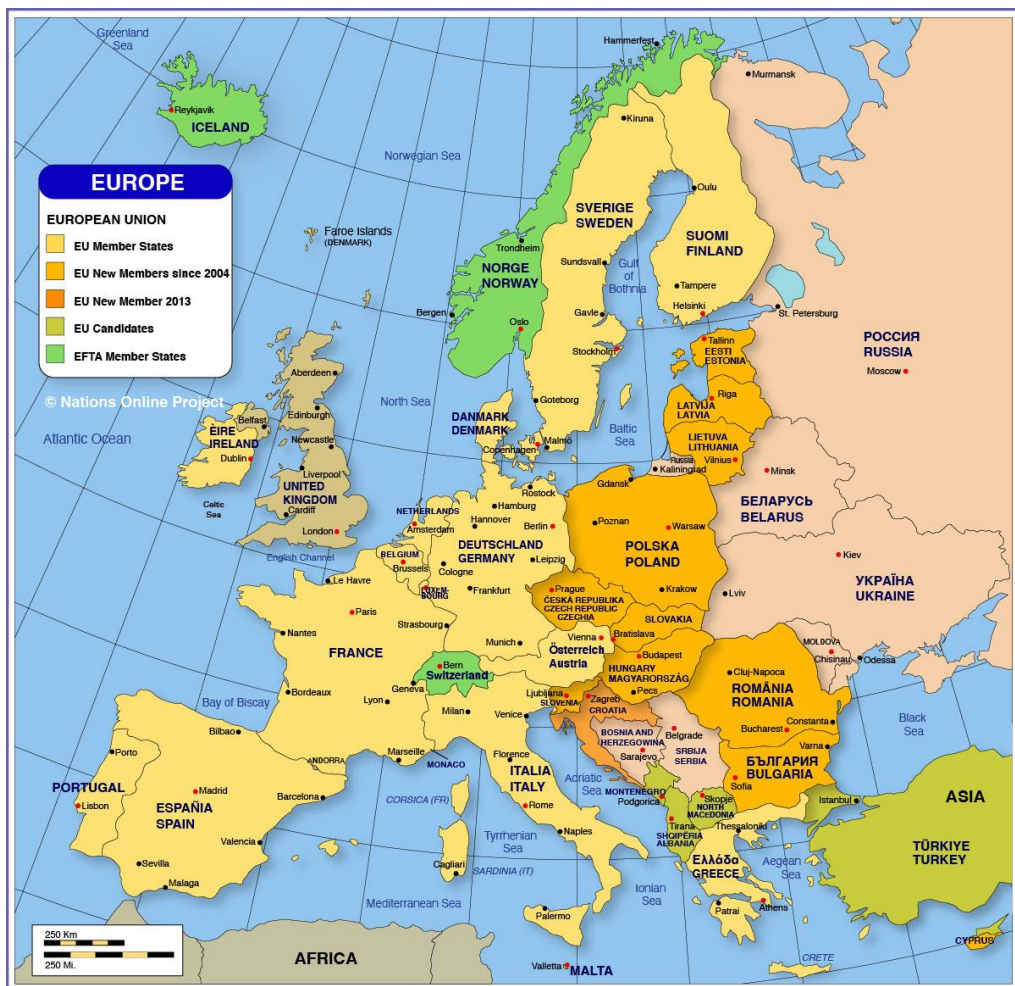 Greenland
Sea
Hammerfest
Murmansk
Reykjavik
ICELAND
Kiruna
Norwegian Sea
EUROPE
EUROPEAN UNION
EU Member States
EU New Members since 2004
EU New Member 2013
EU Candidates
EFTA Member States
Oulu
SVERIGE
SWEDEN
SUOMI
FINLAND
Faroe Islands
(DENMARK)
Trondheim
NORGE
NORWAY
Sundsvall
Gulf
of
Bothnia
Tampere
Helsinki
St. Petersburg
Bergen
Oslo
Gavle
Stockholm
Tallinn
EESTI
ESTONIA
РОССИЯ
RUSSIA
Moscow
Aberdeen
© Nations Online Project
North Sea
Edinburgh
Goteborg
Riga
LATVIJA
LATVIA
DANMARK
DENMARK
Baltic
Sea
Atlantic Ocean
Belfast
ÈIRE
IRELAND
Newcastle
Dublin
Malmö
Copenhagen
LIETUVA
LITHUANIA
Vilnius
Russia
Kaliningrad
Minsk
Liverpool
UNITED
KINGDOM
Cardiff
London
Celtic
Sea
Gdansk
Rostock
Hamburg
БЕЛАРУСЬ
BELARUS
NETHERLANDS
Amsterdam
Hannover
Berlin
Poznan
Warsaw
English Channel
BELGIUM
Brussels
DEUTSCHLAND
GERMANY
Leipzig
POLSKA
POLAND
Kiev
Le Havre
Cologne
LUXEM-
BOURG
Frankfurt
Prague
Krakow
Lviv
УКРАЇНА
UKRAINE
Paris
ČESKA REPUBLIKA
CZECH REPUBLIC
CZECHIA
SLOVAKIA
Nantes
Strasbourg
Munich
Vienna
Bratislava
Österreich
Austria
MOLDOVA
Chisinau
Odessa
FRANCE
Bern
Switzerland
Geneva
Budapest
HUNGARY
MAGYARORSZÁG
Pecs
Cluj-Napoca
ROMÂNIA
ROMANIA
Bay of Biscay
Bordeaux
Lyon
Milan
Venice
Ljubljana
SLOVENIA
Zagreb
CROATIA
Constanta
Bucharest
Black
Sea
Bilbao
Porto
Marseille
MONACO
Florence
BOSNIA AND
HERZEGOWINA
Sarajevo
Belgrade
SRBIJA
SERBIA
Varna
БЪЛГАРИЯ
BULGARIA
Sofia
ANDORRA
ITALIA
ITALY
Adriatic
Sea
PORTUGAL
Lisbon
Madrid
ESPAÑIA
SPAIN
Barcelona
CORSICA (FR)
Rome
MONTENEGRO
Podgorica
Skopje
NORTH
MACEDONIA
Istanbul
ASIA
Valencia
Tyrrhenian
Sea
Naples
Tirana
SHQIPËRIA
ALBANIA
Thessaloniki
TÜRKIYE
TURKEY
Sevilla
Malaga
Cagliari
SARDINIA (IT)
Ελλάδα
GREECE
Aegean
Sea
Ionian
Sea
Mediterranean Sea
Palermo
Patrai
Athens
250 Km
250 Mi.
AFRICA
Valletta
MALTA
CRETE
CYPRUS